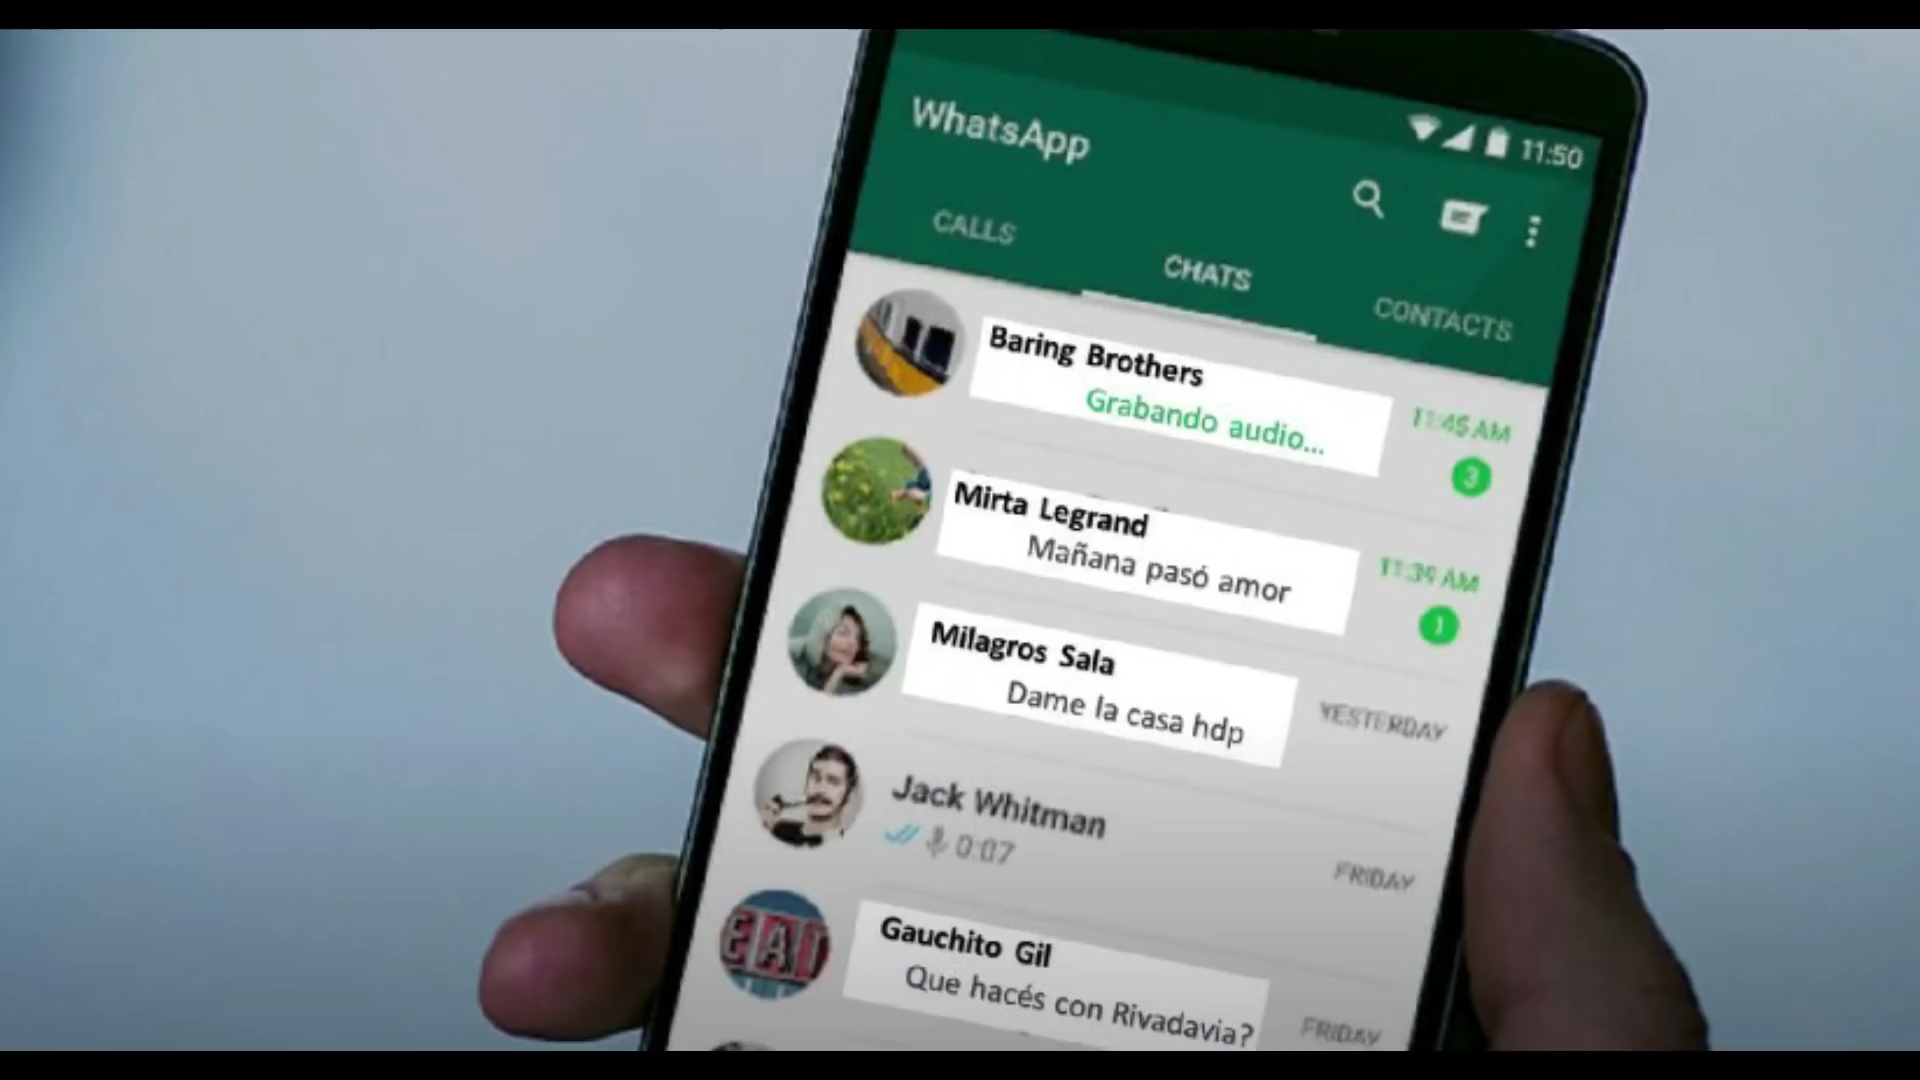 WhatsApp
11:50
CALLS
CHATS
CONTACTS
Baring Brothers
Grabando audio...
11:45 AM
3
Mirta Legrand
Mañana pasó amor
11:39 AM
1
Milagros Sala
Dame la casa hdp
YESTERDAY
Jack Whitman
0:07
FRIDAY
EAT
Gauchito Gil
Que hacés con Rivadavia?
FRIDAY